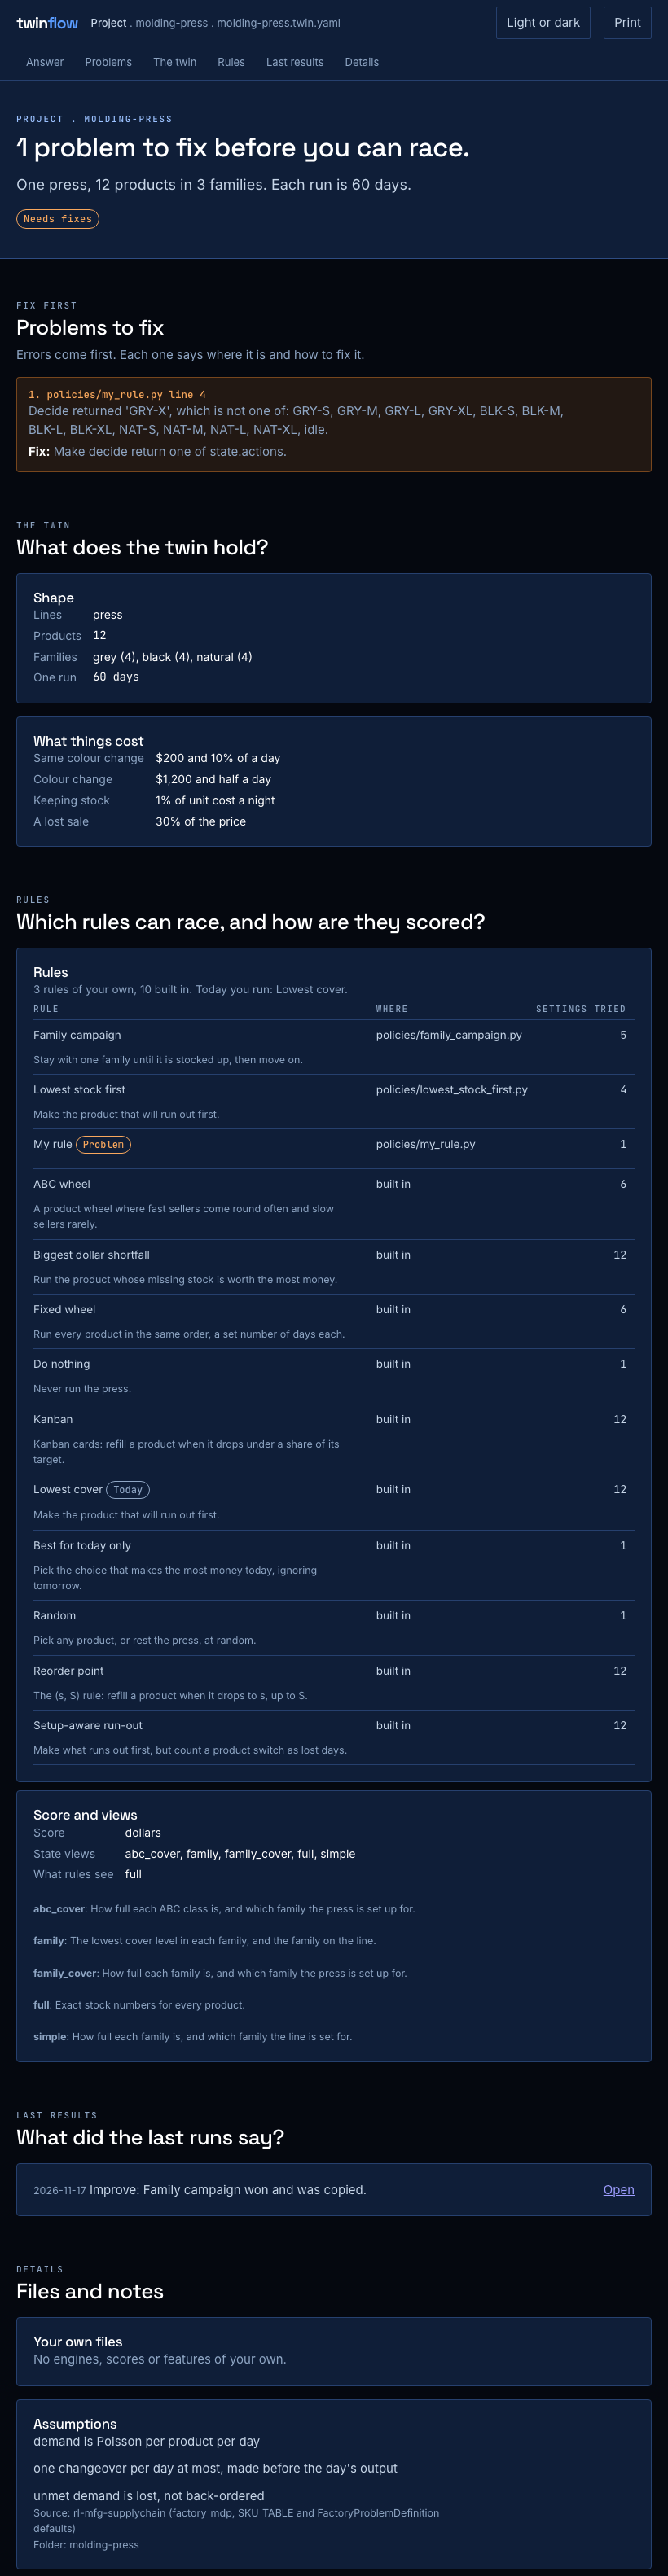 twinflow Project . molding-press . molding-press.twin.yaml Light or dark Print
Answer Problems The twin Rules Last results Details
PROJECT . MOLDING-PRESS
1 problem to fix before you can race.
One press, 12 products in 3 families. Each run is 60 days.
Needs fixes
FIX FIRST
Problems to fix
Errors come first. Each one says where it is and how to fix it.
1. policies/my_rule.py line 4
Decide returned 'GRY-X', which is not one of: GRY-S, GRY-M, GRY-L, GRY-XL, BLK-S, BLK-M,
BLK-L, BLK-XL, NAT-S, NAT-M, NAT-L, NAT-XL, idle.
Fix: Make decide return one of state.actions.
THE TWIN
What does the twin hold?
Shape
Lines press
Products 12
Families grey (4), black (4), natural (4)
One run 60 days
What things cost
Same colour change $200 and 10% of a day
Colour change $1,200 and half a day
Keeping stock 1% of unit cost a night
A lost sale 30% of the price
RULES
Which rules can race, and how are they scored?
Rules
3 rules of your own, 10 built in. Today you run: Lowest cover.
RULE WHERE SETTINGS TRIED
Family campaign policies/family_campaign.py 5
Stay with one family until it is stocked up, then move on.
Lowest stock first policies/lowest_stock_first.py 4
Make the product that will run out first.
My rule Problem policies/my_rule.py 1
ABC wheel built in 6
A product wheel where fast sellers come round often and slow
sellers rarely.
Biggest dollar shortfall built in 12
Run the product whose missing stock is worth the most money.
Fixed wheel built in 6
Run every product in the same order, a set number of days each.
Do nothing built in 1
Never run the press.
Kanban built in 12
Kanban cards: refill a product when it drops under a share of its
target.
Lowest cover Today built in 12
Make the product that will run out first.
Best for today only built in 1
Pick the choice that makes the most money today, ignoring
tomorrow.
Random built in 1
Pick any product, or rest the press, at random.
Reorder point built in 12
The (s, S) rule: refill a product when it drops to s, up to S.
Setup-aware run-out built in 12
Make what runs out first, but count a product switch as lost days.
Score and views
Score dollars
State views abc_cover, family, family_cover, full, simple
What rules see full
abc_cover: How full each ABC class is, and which family the press is set up for.
family: The lowest cover level in each family, and the family on the line.
family_cover: How full each family is, and which family the press is set up for.
full: Exact stock numbers for every product.
simple: How full each family is, and which family the line is set for.
LAST RESULTS
What did the last runs say?
2026-11-17 Improve: Family campaign won and was copied. Open
DETAILS
Files and notes
Your own files
No engines, scores or features of your own.
Assumptions
demand is Poisson per product per day
one changeover per day at most, made before the day's output
unmet demand is lost, not back-ordered
Source: rl-mfg-supplychain (factory_mdp, SKU_TABLE and FactoryProblemDefinition
defaults)
Folder: molding-press